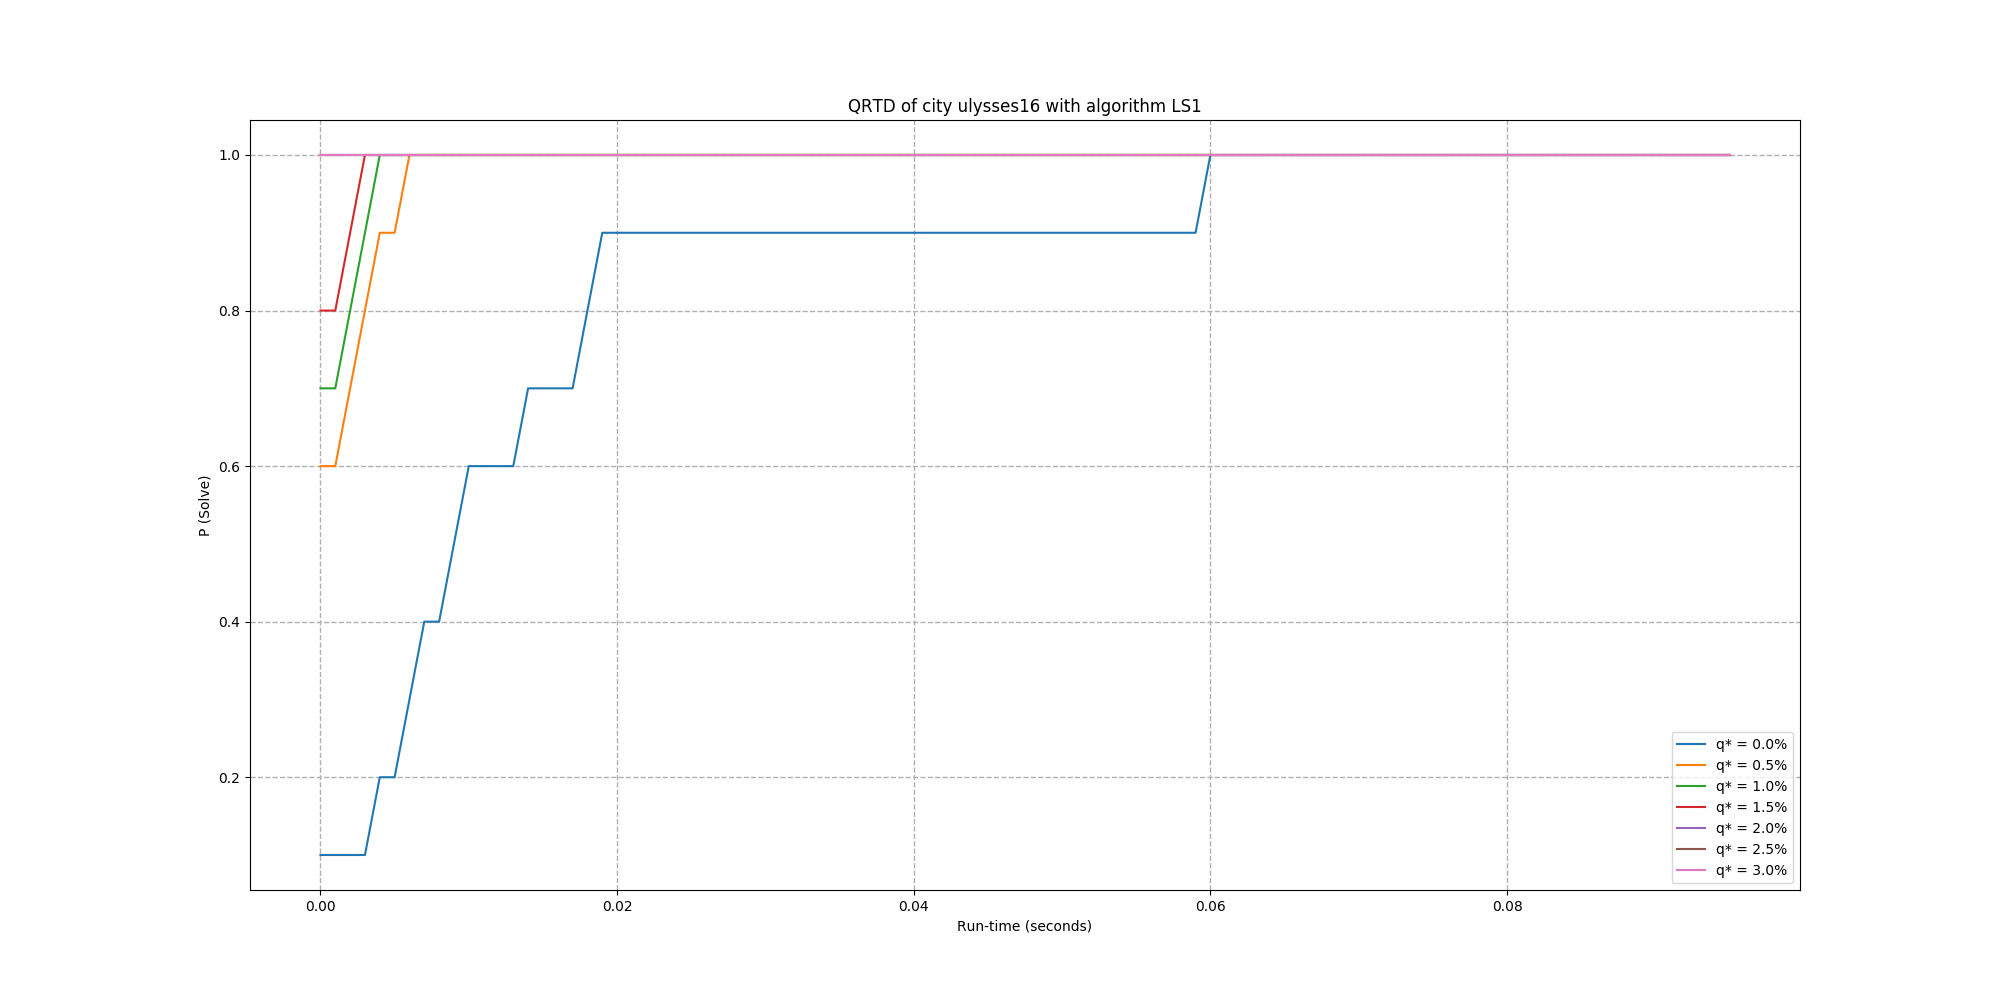 QRTD of city ulysses16 with algorithm LS1
1.0
0.8
0.6
0.4
0.2
P (Solve)
0.00 0.02 0.04 0.06 0.08
Run-time (seconds)
q* = 0.0%
q* = 0.5%
q* = 1.0%
q* = 1.5%
q* = 2.0%
q* = 2.5%
q* = 3.0%